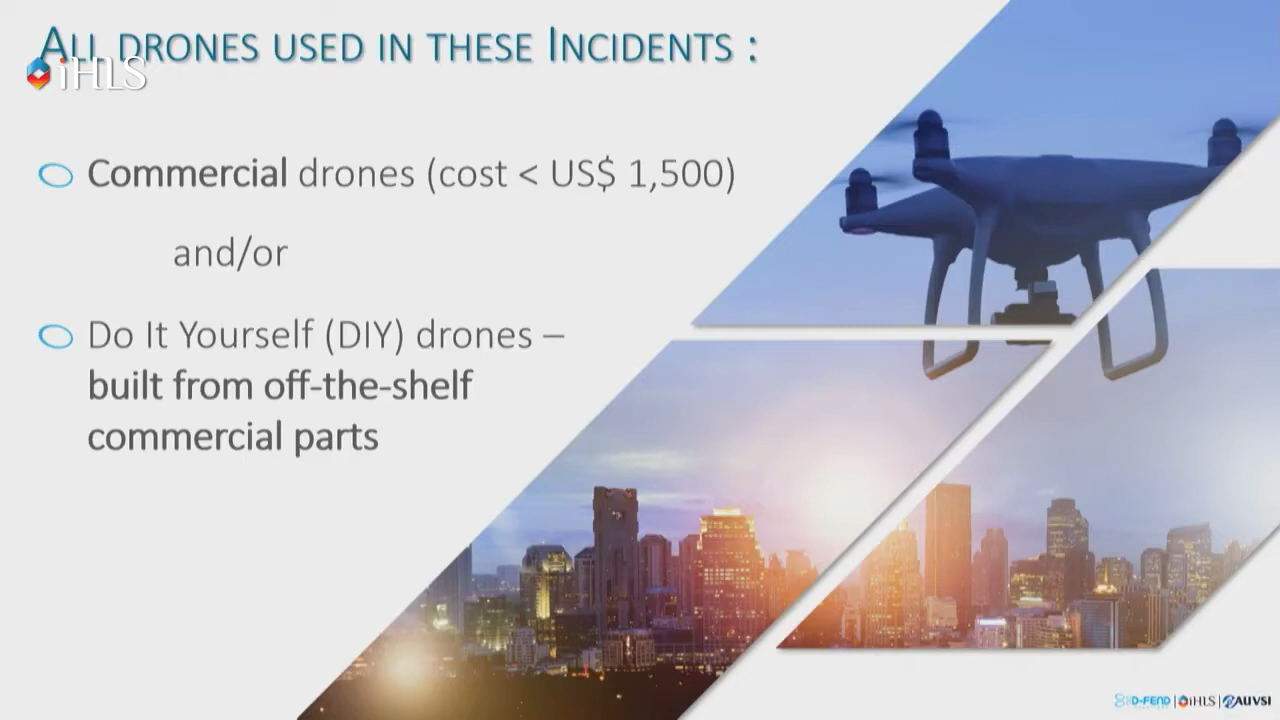 ALL DRONES USED IN THESE INCIDENTS :
iHLS
Commercial drones (cost < US$ 1,500)
and/or
Do It Yourself (DIY) drones –
built from off-the-shelf
commercial parts
D-FEND | iHLS | AUVSI